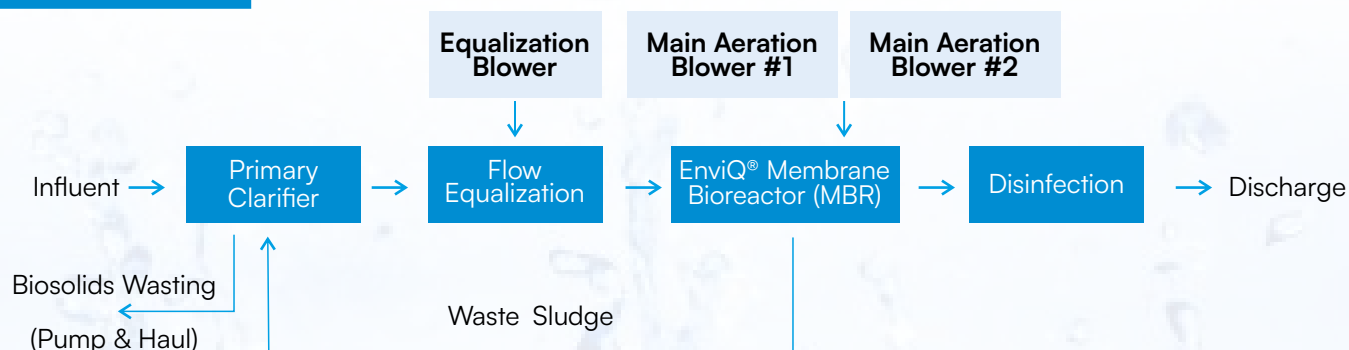 Equalization
Blower
Main Aeration
Blower #1
Main Aeration
Blower #2
Influent
Primary
Clarifier
Flow
Equalization
EnviQ® Membrane
Bioreactor (MBR)
Disinfection
Discharge
Biosolids Wasting
(Pump & Haul)
Waste Sludge